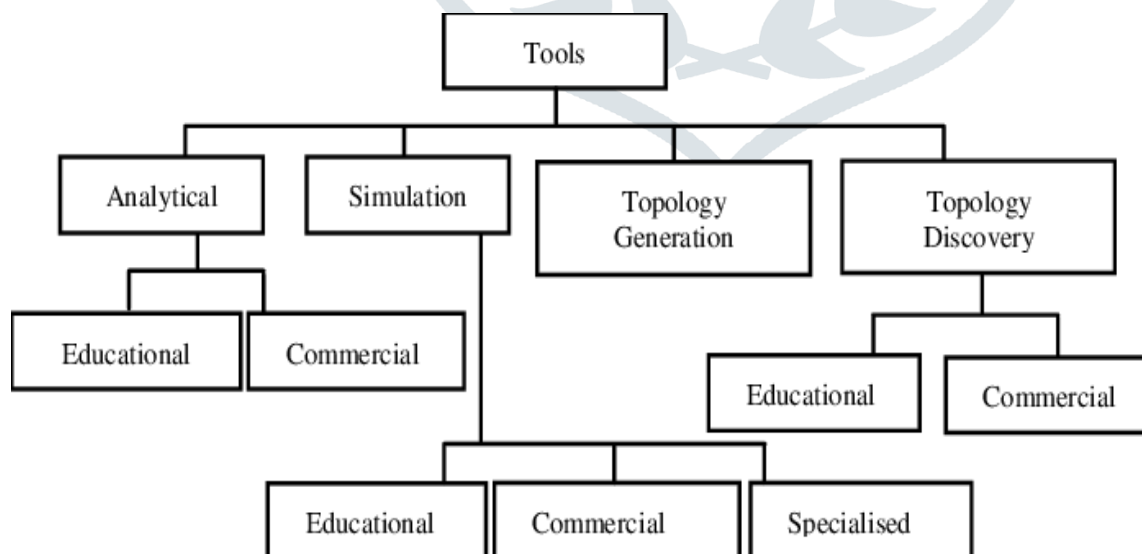 Tools
Analytical
Simulation
Topology
Generation
Topology
Discovery
Educational
Commercial
Educational
Commercial
Educational
Commercial
Specialised